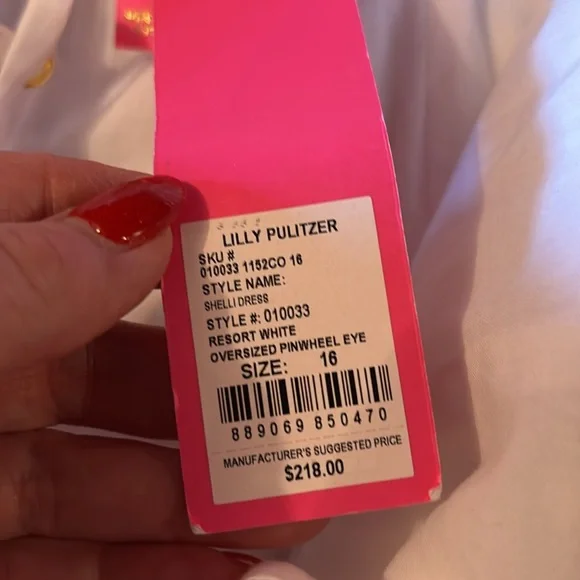 LILLY PULITZER
SKU #
010033 1152CO 16
STYLE NAME:
SHELLI DRESS
STYLE #: 010033
RESORT WHITE
OVERSIZED PINWHEEL EYE
SIZE: 16
889069 850470
MANUFACTURER'S SUGGESTED PRICE
$218.00